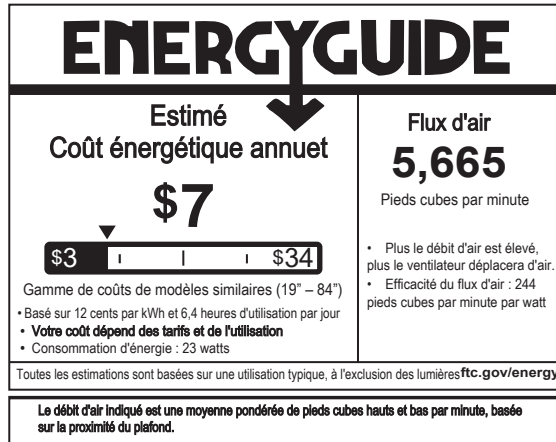 ENERGYGUIDE
Estimé
Coût énergétique annuet
$7
$3
$34
Gamme de coûts de modèles similaires (19” – 84”)
• Basé sur 12 cents par kWh et 6,4 heures d'utilisation par jour
• Votre coût dépend des tarifs et de l'utilisation
• Consommation d'énergie : 23 watts
Flux d'air
5,665
Pieds cubes par minute
• Plus le débit d'air est élevé,
plus le ventilateur déplacera d'air.
• Efficacité du flux d'air : 244
pieds cubes par minute par watt
Toutes les estimations sont basées sur une utilisation typique, à l'exclusion des lumières ftc.gov/energy
Le débit d'air indiqué est une moyenne pondérée de pieds cubes hauts et bas par minute, basée
sur la proximité du plafond.